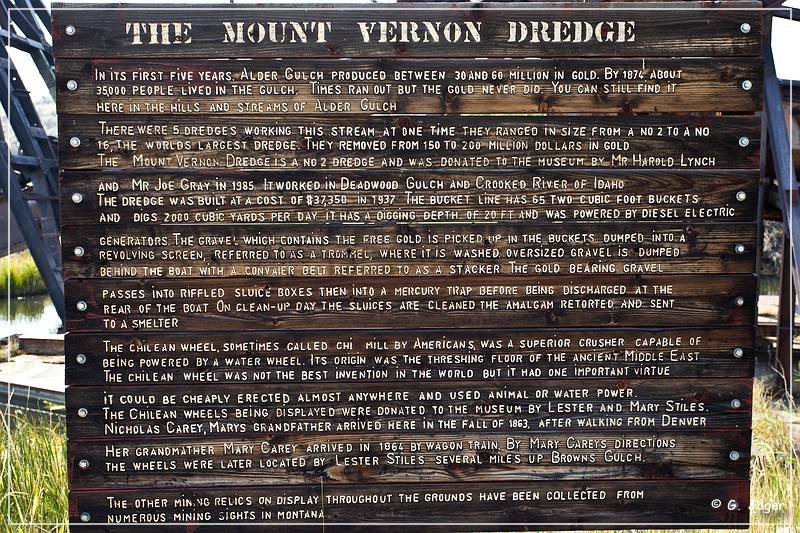 THE MOUNT VERNON DREDGE
IN ITS FIRST FIVE YEARS, ALDER GULCH PRODUCED BETWEEN 30 AND 60 MILLION IN GOLD. BY 1874 ABOUT
35,000 PEOPLE LIVED IN THE GULCH. TIMES RAN OUT BUT THE GOLD NEVER DID. YOU CAN STILL FIND IT
HERE IN THE HILLS AND STREAMS OF ALDER GULCH
THERE WERE 5 DREDGES WORKING THIS STREAM AT ONE TIME THEY RANGED IN SIZE FROM A NO 2 TO A NO
16, THE WORLDS LARGEST DREDGE. THEY REMOVED FROM 150 TO 200 MILLION DOLLARS IN GOLD
THE MOUNT VERNON DREDGE IS A NO 2 DREDGE AND WAS DONATED TO THE MUSEUM BY MR HAROLD LYNCH
AND MR JOE GRAY IN 1985. IT WORKED IN DEADWOOD GULCH AND CROOKED RIVER OF IDAHO
THE DREDGE WAS BUILT AT A COST OF $37,350 IN 1937 THE BUCKET LINE HAS 65 TWO CUBIC FOOT BUCKETS
AND DIGS 2000 CUBIC YARDS PER DAY IT HAS A DIGGING DEPTH OF 20 FT AND WAS POWERED BY DIESEL ELECTRIC
GENERATORS. THE GRAVEL WHICH CONTAINS THE FREE GOLD IS PICKED UP IN THE BUCKETS DUMPED INTO A
REVOLVING SCREEN, REFERRED TO AS A TROMMEL, WHERE IT IS WASHED. OVERSIZED GRAVEL IS DUMPED
BEHIND THE BOAT WITH A CONVAIER BELT REFERRED TO AS A STACKER THE GOLD BEARING GRAVEL
PASSES INTO RIFFLED SLUICE BOXES THEN INTO A MERCURY TRAP BEFORE BEING DISCHARGED AT THE
REAR OF THE BOAT ON CLEAN-UP DAY THE SLUICES ARE CLEANED THE AMALGAM RETORTED AND SENT
TO A SMELTER
THE CHILEAN WHEEL, SOMETIMES CALLED CHI MILL BY AMERICANS, WAS A SUPERIOR CRUSHER CAPABLE OF
BEING POWERED BY A WATER WHEEL. ITS ORIGIN WAS THE THRESHING FLOOR OF THE ANCIENT MIDDLE EAST
THE CHILEAN WHEEL WAS NOT THE BEST INVENTION IN THE WORLD BUT IT HAD ONE IMPORTANT VIRTUE
IT COULD BE CHEAPLY ERECTED ALMOST ANYWHERE AND USED ANIMAL OR WATER POWER.
THE CHILEAN WHEELS BEING DISPLAYED WERE DONATED TO THE MUSEUM BY LESTER AND MARY STILES.
NICHOLAS CAREY, MARYS GRANDFATHER ARRIVED HERE IN THE FALL OF 1863, AFTER WALKING FROM DENVER
HER GRANDMOTHER MARY CAREY ARRIVED IN 1864 BY WAGON TRAIN. BY MARY CAREYS DIRECTIONS
THE WHEELS WERE LATER LOCATED BY LESTER STILES SEVERAL MILES UP BROWNS GULCH.
THE OTHER MINING RELICS ON DISPLAY THROUGHOUT THE GROUNDS HAVE BEEN COLLECTED FROM
NUMEROUS MINING SIGHTS IN MONTANA
© G. Jager